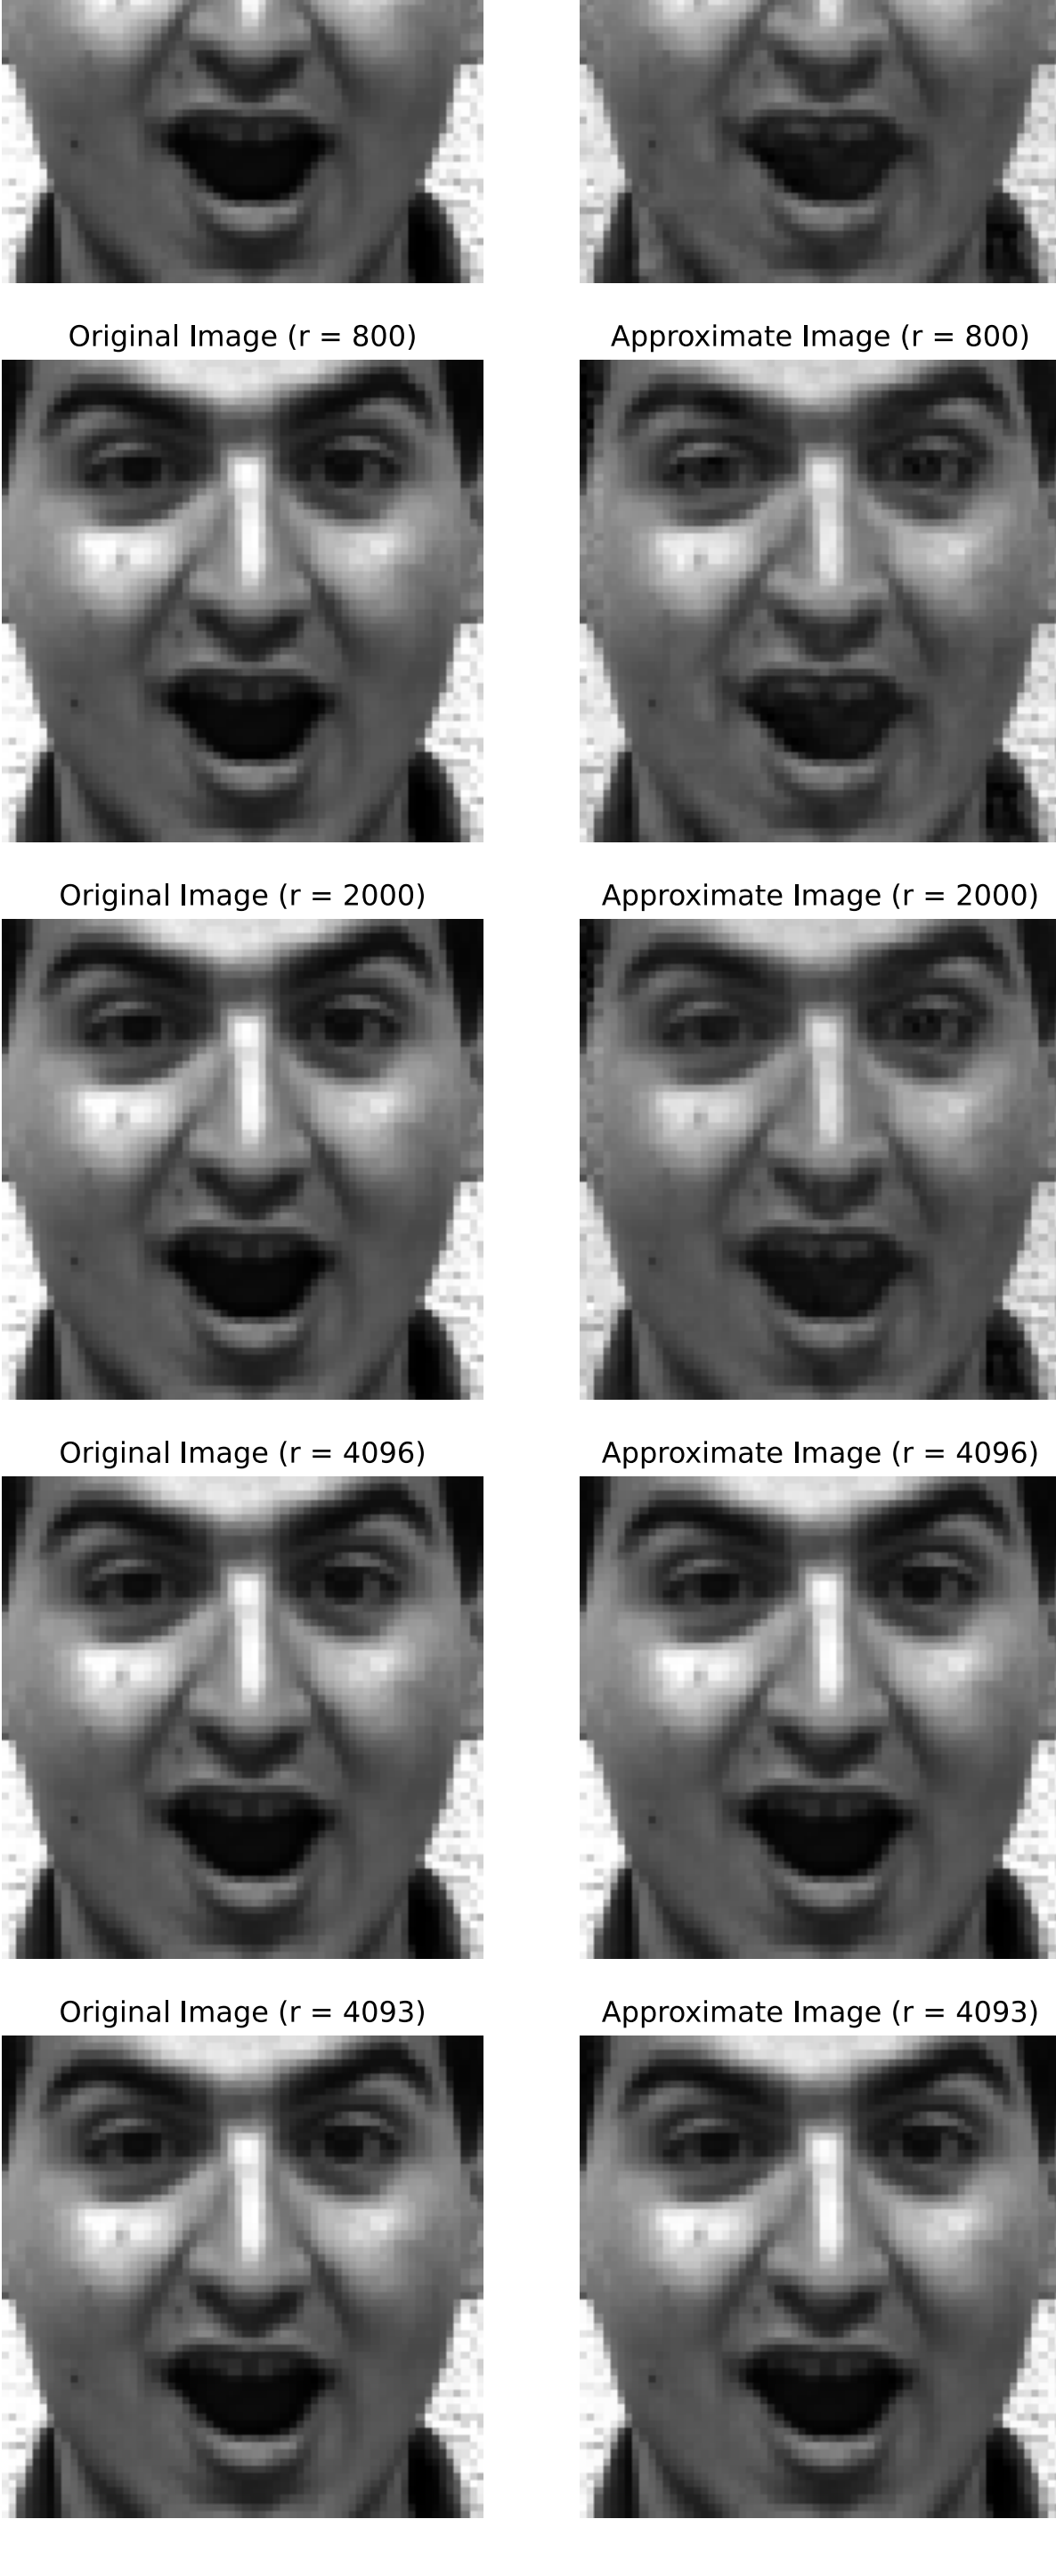 Original Image (r = 800) Approximate Image (r = 800)
Original Image (r = 2000) Approximate Image (r = 2000)
Original Image (r = 4096) Approximate Image (r = 4096)
Original Image (r = 4093) Approximate Image (r = 4093)